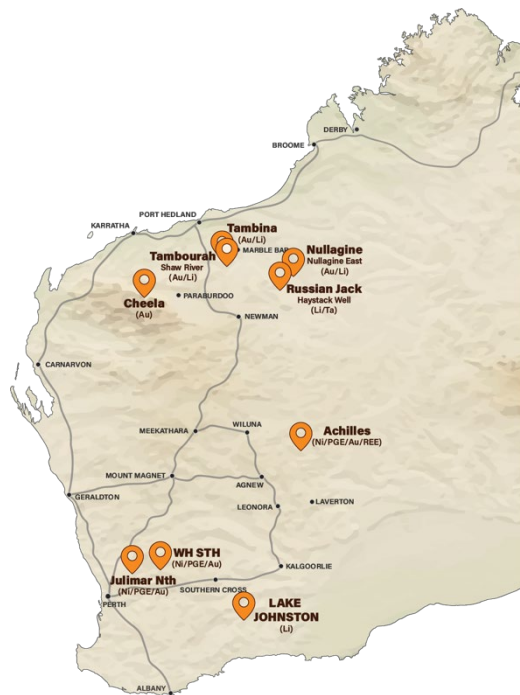 DERBY
BROOME
PORT HEDLAND
KARRATHA
Tambina
(Au/Li)
MARBLE BAR
Tambourah
Shaw River
(Au/Li)
Nullagine
Nullagine East
(Au/Li)
Russian Jack
Haystack Well
(Li/Ta)
Cheela
(Au)
PARABURDOO
NEWMAN
CARNARVON
MEEKATHARA
WILUNA
Achilles
(Ni/PGE/Au/REE)
MOUNT MAGNET
AGNEW
GERALDTON
LEONORA
LAVERTON
WH STH
(Ni/PGE/Au)
Julimar Nth
(Ni/PGE/Au)
KALGOORLIE
SOUTHERN CROSS
PERTH
LAKE
JOHNSTON
(Li)
ALBANY